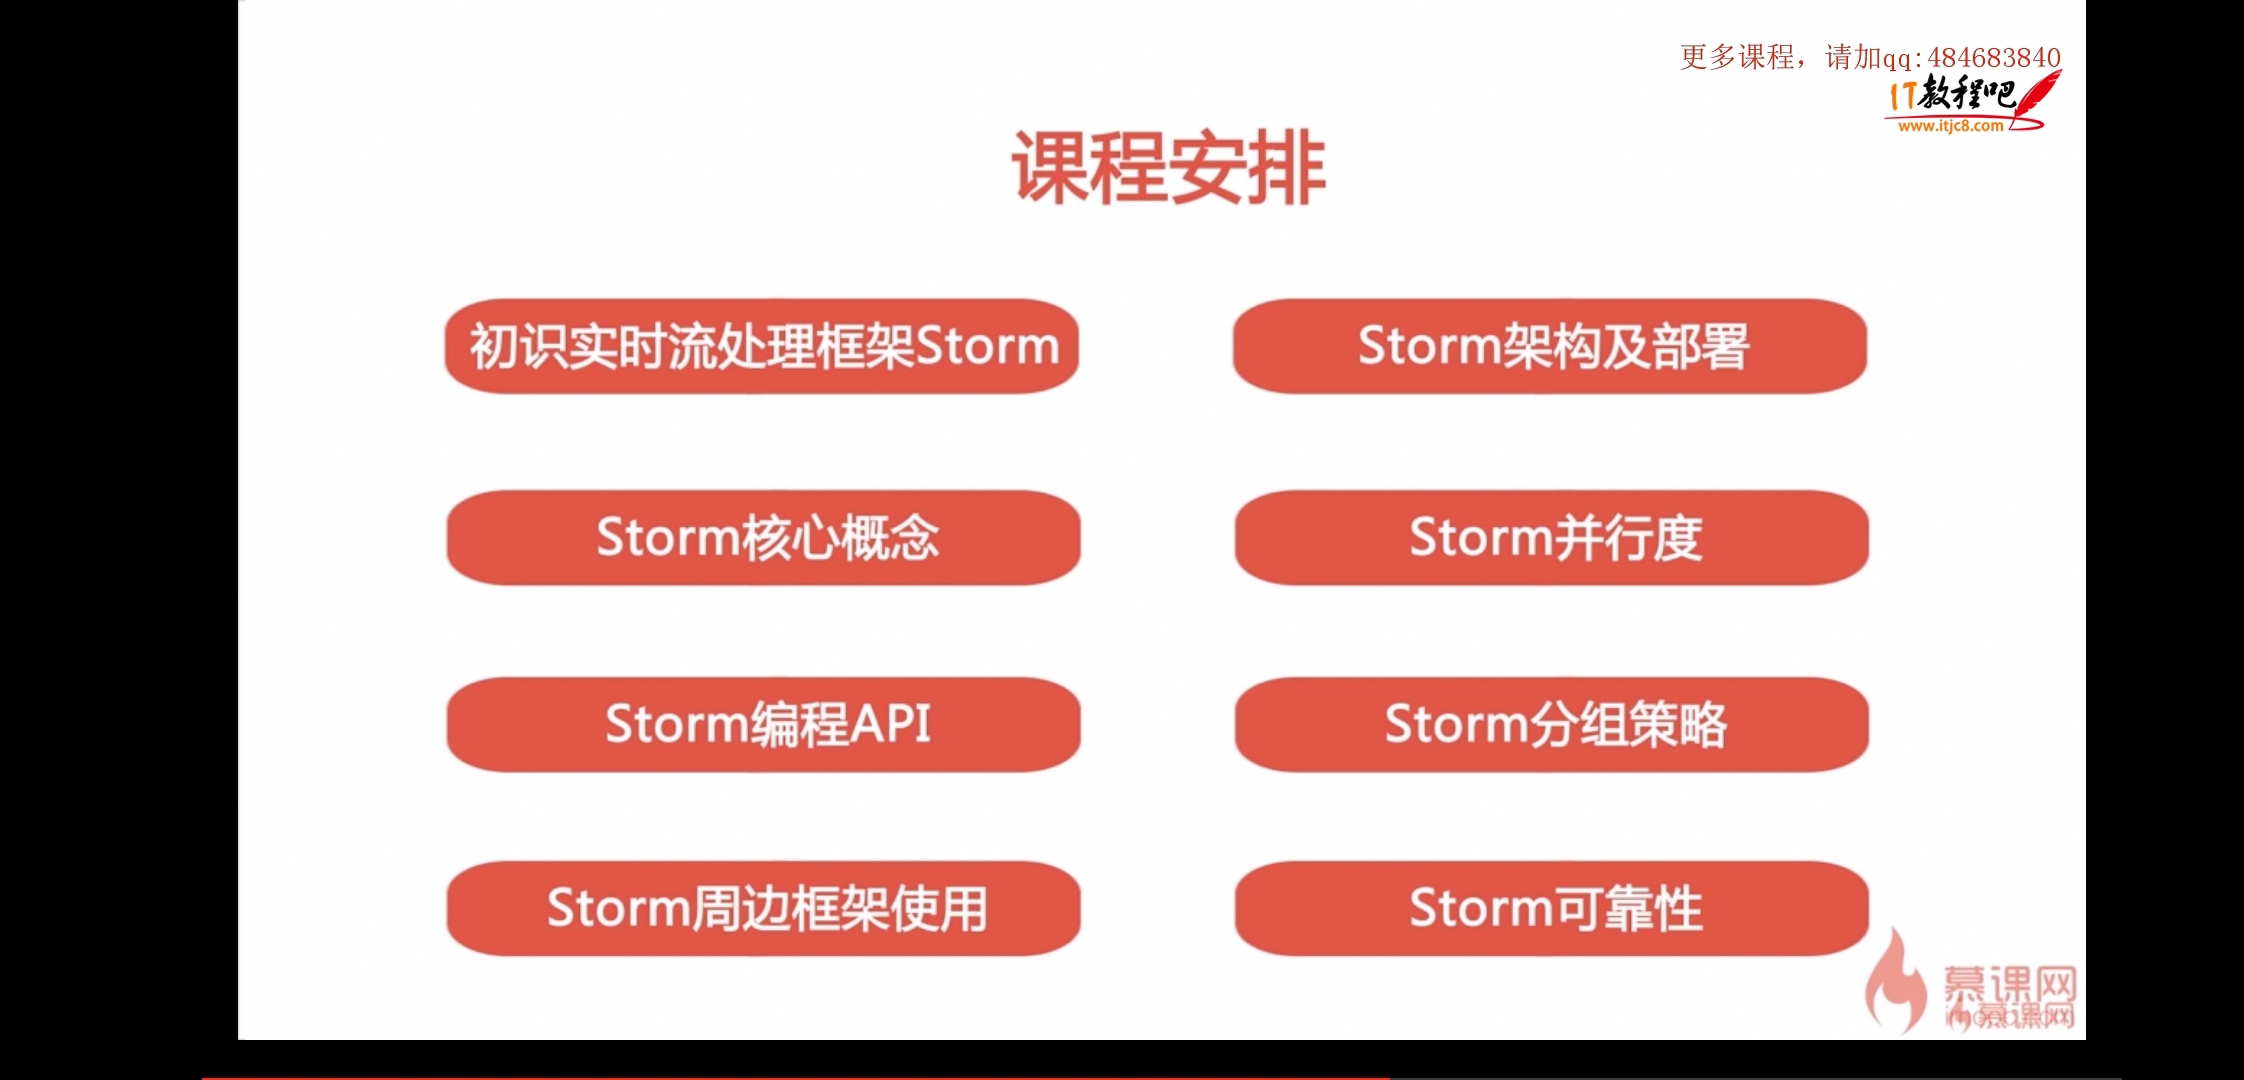 更多课程，请加qq:484683840
IT教程吧
www.itjc8.com
课程安排
初识实时流处理框架Storm
Storm架构及部署
Storm核心概念
Storm并行度
Storm编程API
Storm分组策略
Storm周边框架使用
Storm可靠性
慕课网
慕课网